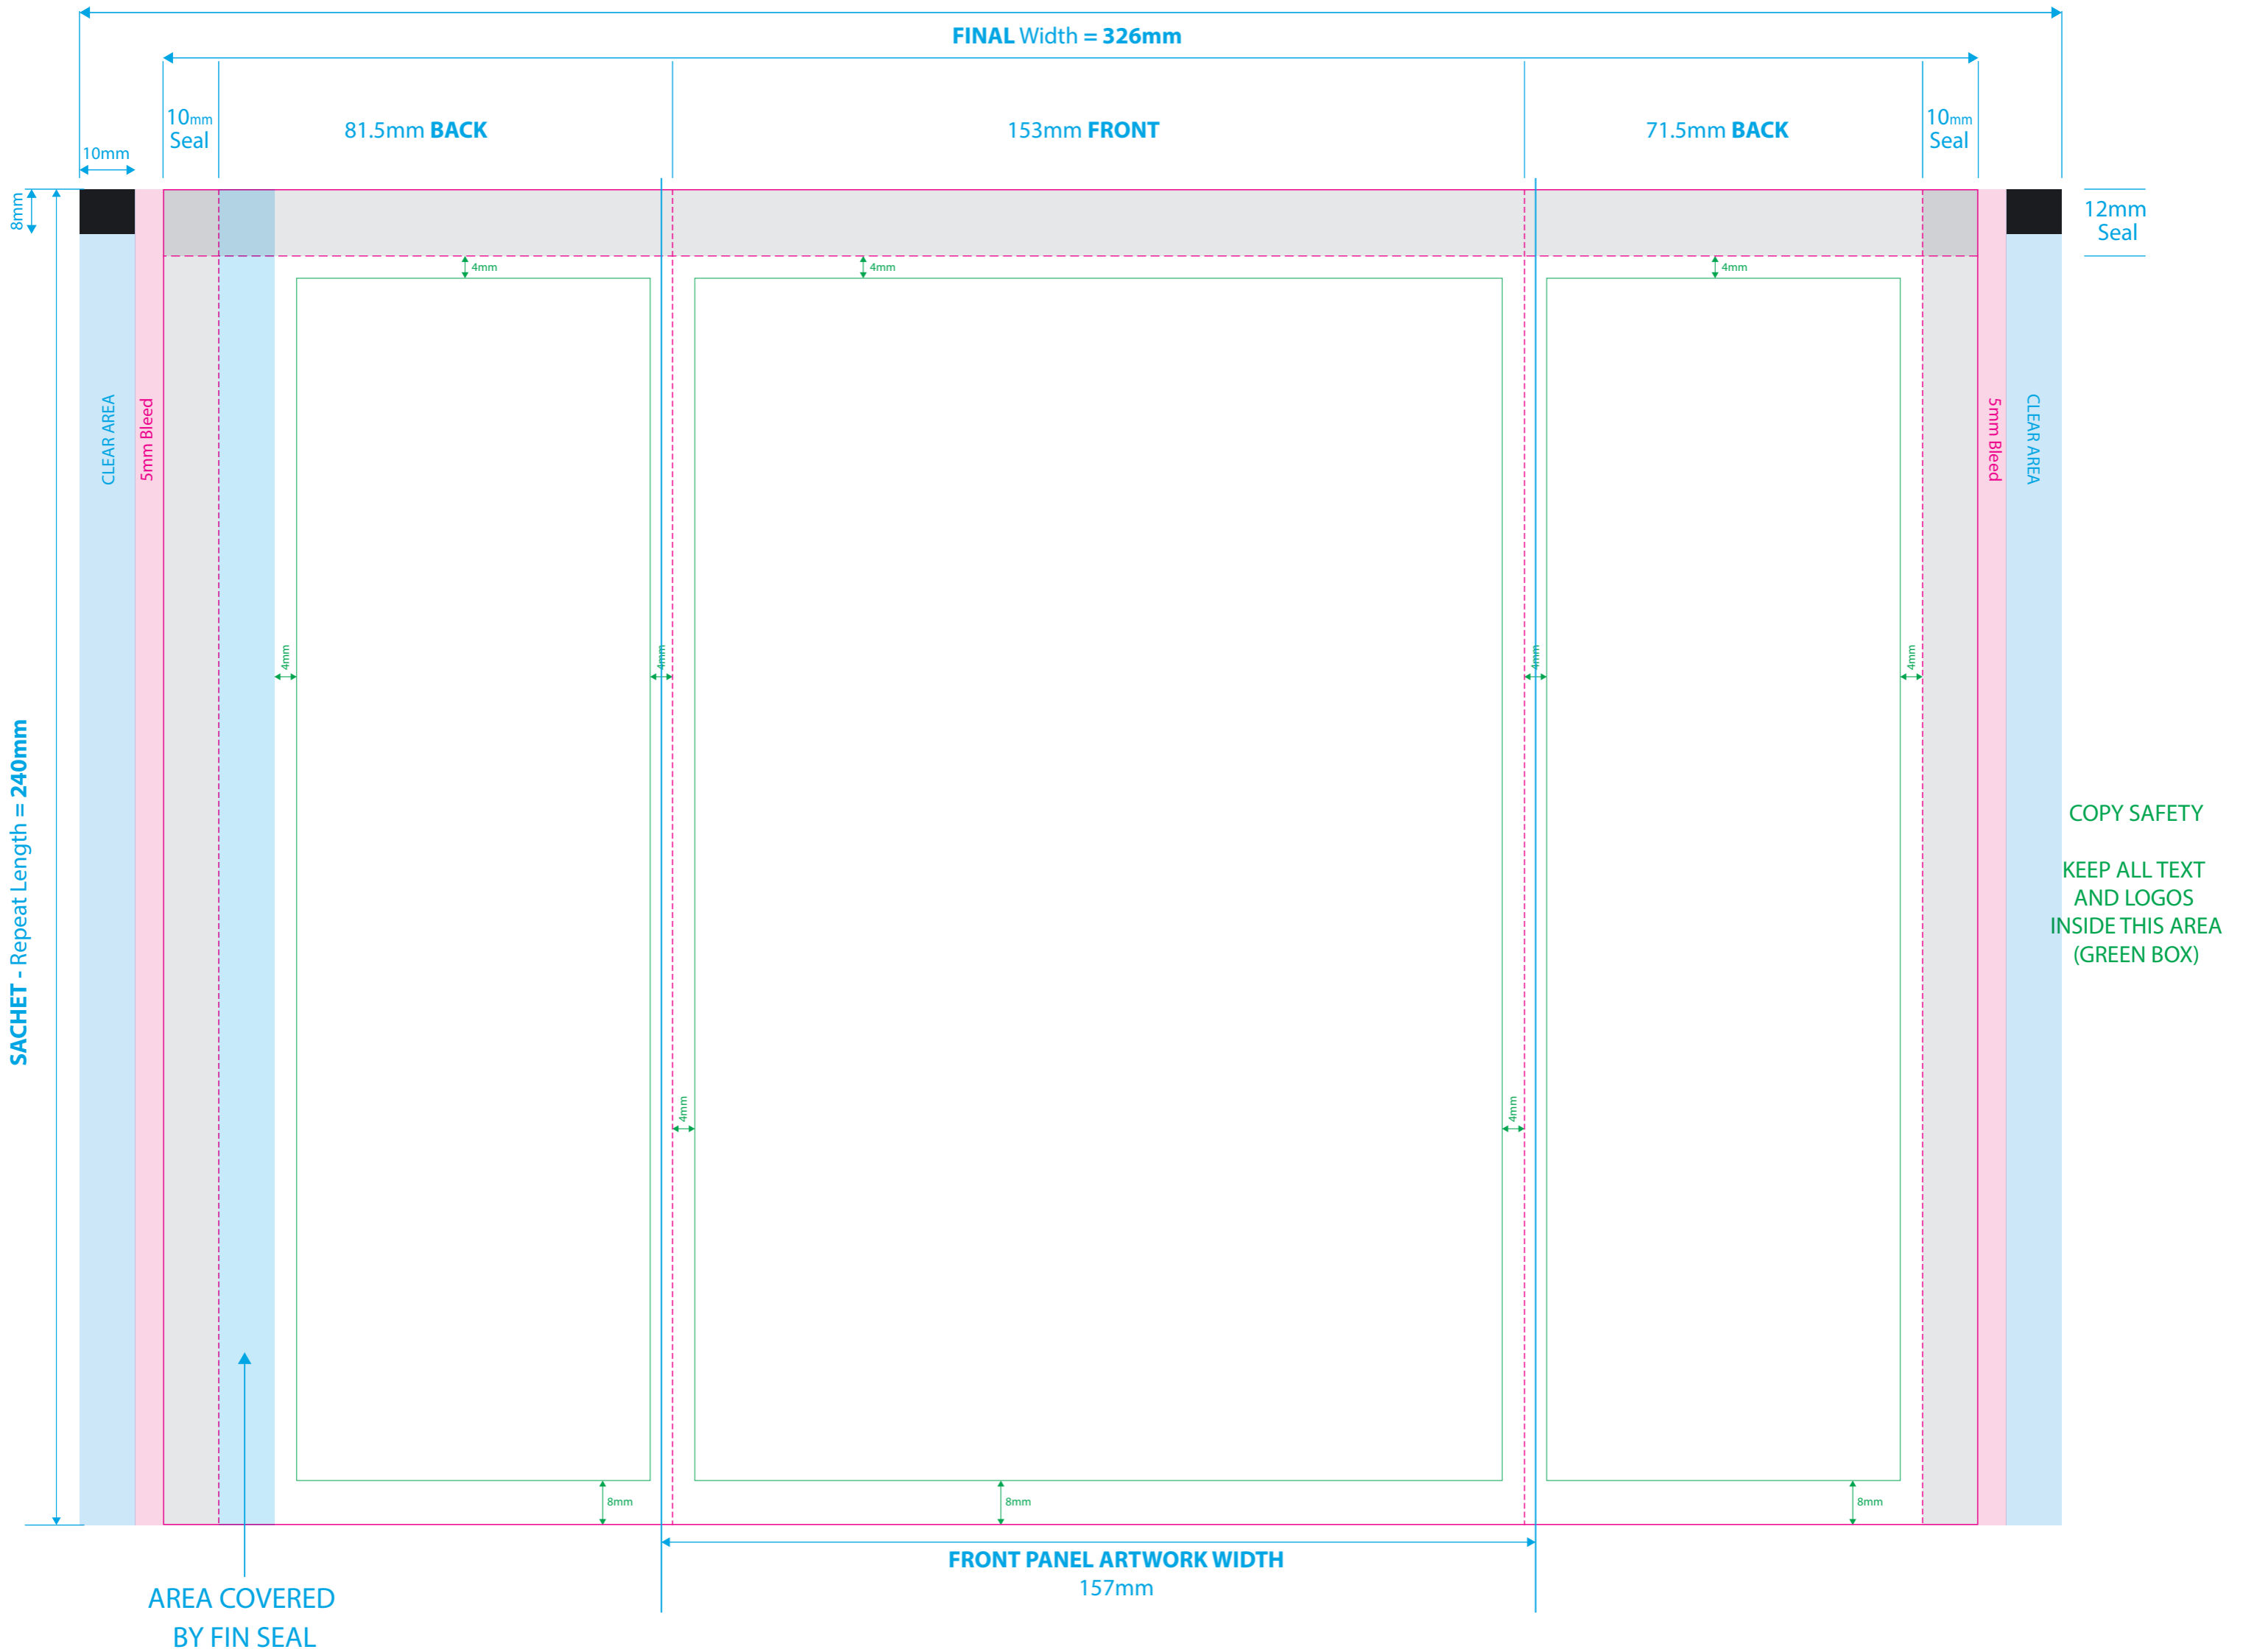 FINAL Width = 326mm
10mm
Seal
81.5mm BACK
153mm FRONT
71.5mm BACK
10mm
Seal
10mm
8mm
12mm
Seal
4mm
4mm
4mm
CLEAR AREA
5mm Bleed
5mm Bleed
CLEAR AREA
4mm
4mm
4mm
4mm
SACHET - Repeat Length = 240mm
COPY SAFETY
KEEP ALL TEXT
AND LOGOS
INSIDE THIS AREA
(GREEN BOX)
4mm
4mm
8mm
8mm
8mm
FRONT PANEL ARTWORK WIDTH
157mm
AREA COVERED
BY FIN SEAL